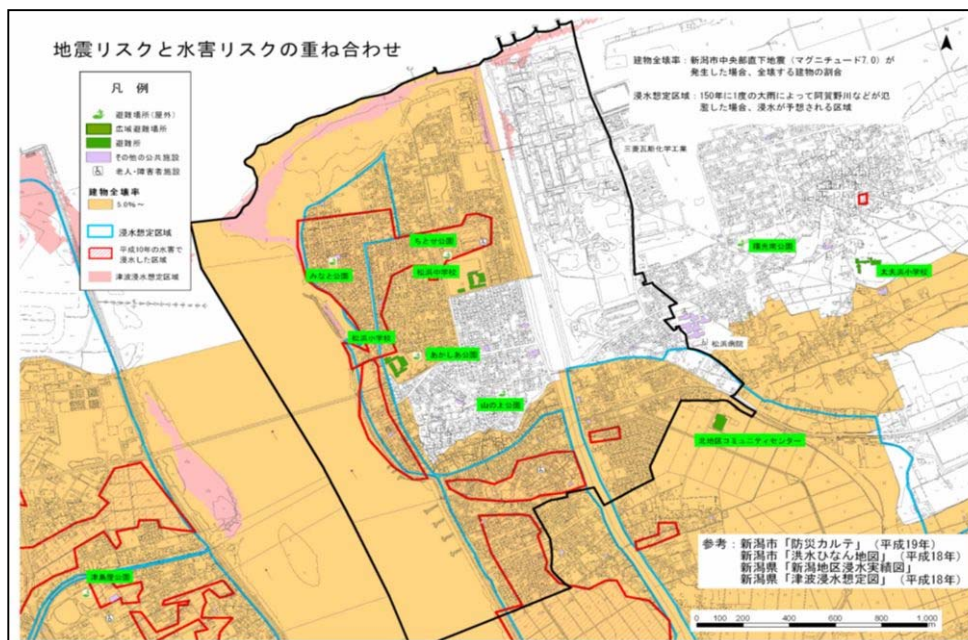 地震リスクと水害リスクの重ね合わせ
凡 例
避難場所(屋外)
広域避難場所
避難所
その他の公共施設
老人・障害者施設
建物全壊率
5.0%~
浸水想定区域
平成10年の水害で
浸水した区域
津波浸水想定区域
建物全壊率:新潟市中央部直下地震(マグニチュード7.0)が
発生した場合、全壊する建物の割合
浸水想定区域:150年に1度の大雨によって阿賀野川などが氾
濫した場合、浸水が予想される区域
三菱瓦斯化学工業
ちとせ公園
みなと公園
松浜中学校
太夫浜小学校
松浜小学校
松浜病院
あかしあ公園
山の上公園
北地区コミュニティセンター
津島屋公園
参考:新潟市「防災カルテ」(平成19年)
新潟市「洪水ひなん地図」(平成18年)
新潟県「新潟地区浸水実績図」
新潟県「津波浸水想定図」(平成18年)
0 200 400 600 800 1,000
m